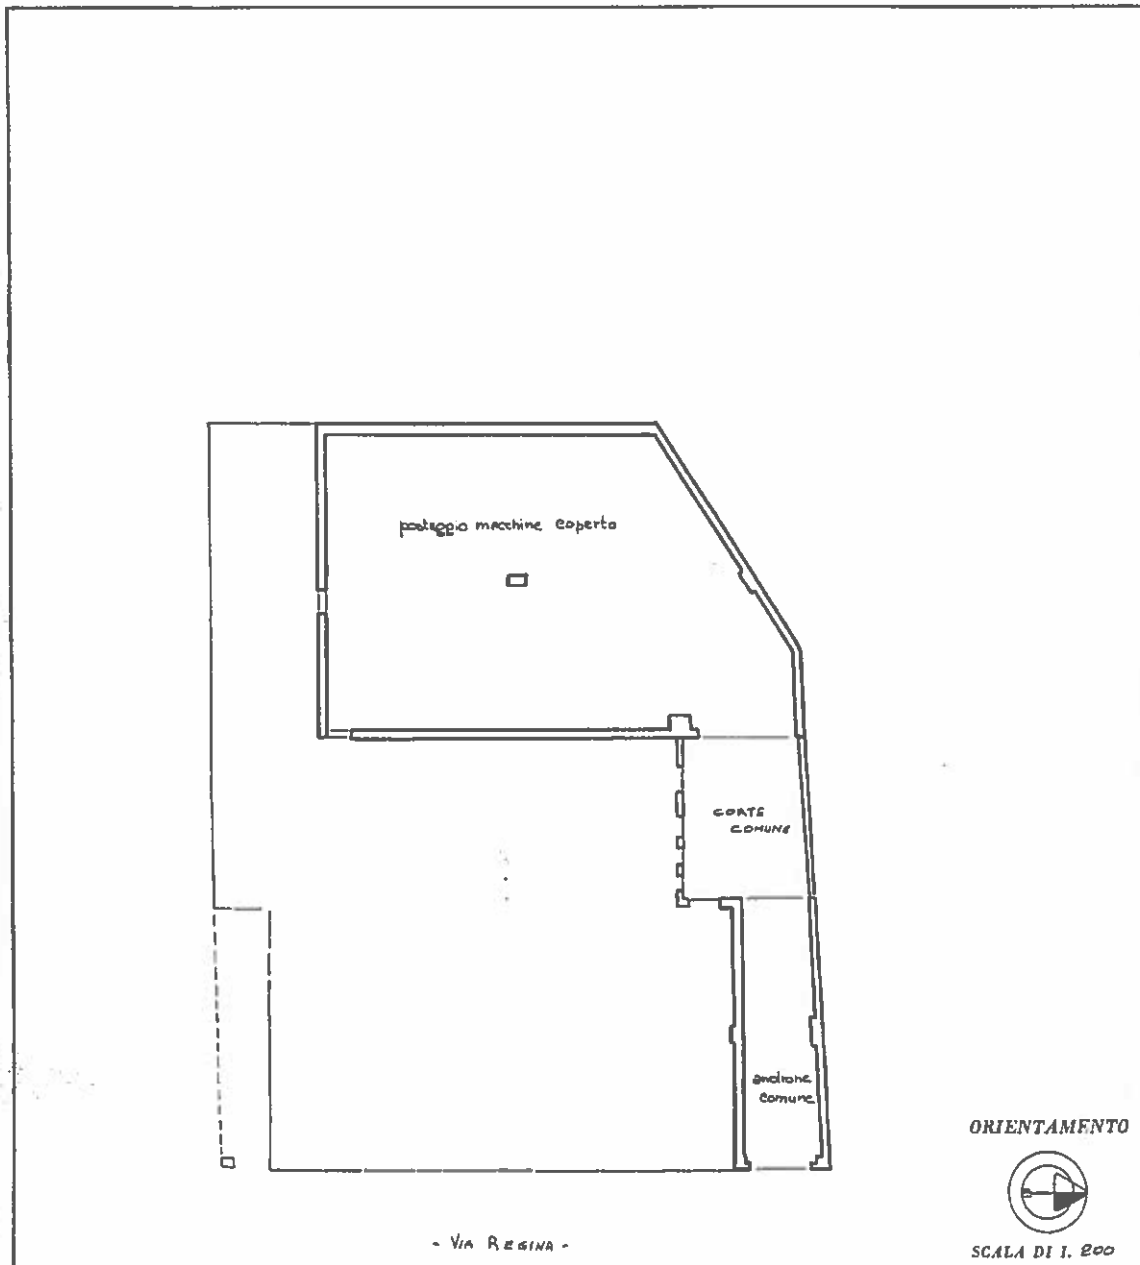 posteggio macchine coperto
CORTE
COMUNE
androne
comune
ORIENTAMENTO
- VIA REGINA -
SCALA DI 1. 200